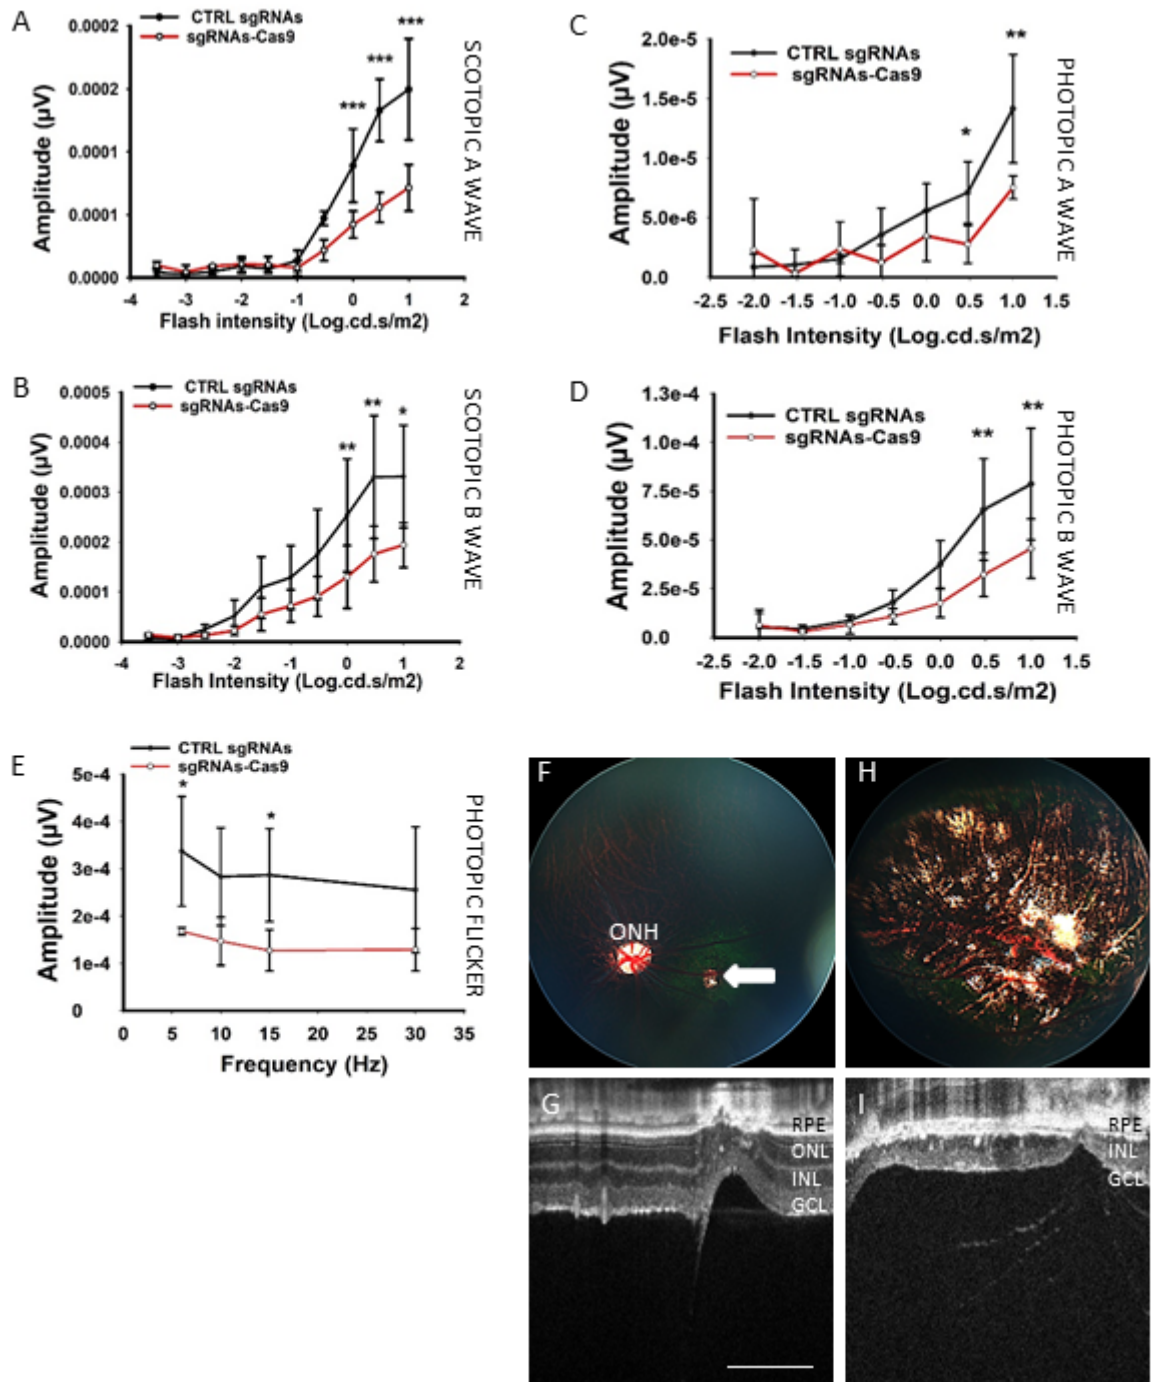 A
CTRL sgRNAs
sgRNAs-Cas9
***
***
***
0.0002
0.0002
0.0001
0.0001
0.0000
Amplitude (µV)
-4 -3 -2 -1 0 1 2
Flash intensity (Log.cd.s/m2)
SCOTOPIC A WAVE
B
CTRL sgRNAs
sgRNAs-Cas9
**
**
*
0.0005
0.0004
0.0003
0.0002
0.0001
0.0000
Amplitude (µV)
-4 -3 -2 -1 0 1 2
Flash Intensity (Log.cd.s/m2)
SCOTOPIC B WAVE
C
CTRL sgRNAs
sgRNAs-Cas9
*
**
2.0e-5
1.5e-5
1.0e-5
5.0e-6
0.0
Amplitude (µV)
-2.5 -2.0 -1.5 -1.0 -0.5 0.0 0.5 1.0 1.5
Flash Intensity (Log.cd.s/m2)
PHOTOPIC A WAVE
D
CTRL sgRNAs
sgRNAs-Cas9
**
**
1.3e-4
1.0e-4
7.5e-5
5.0e-5
2.5e-5
0.0
Amplitude (µV)
-2.5 -2.0 -1.5 -1.0 -0.5 0.0 0.5 1.0 1.5
Flash Intensity (Log.cd.s/m2)
PHOTOPIC B WAVE
E
CTRL sgRNAs
sgRNAs-Cas9
*
*
5e-4
4e-4
3e-4
2e-4
1e-4
0
Amplitude (µV)
0 5 10 15 20 25 30 35
Frequency (Hz)
PHOTOPIC FLICKER
F
ONH
H
G
RPE
ONL
INL
GCL
I
RPE
INL
GCL